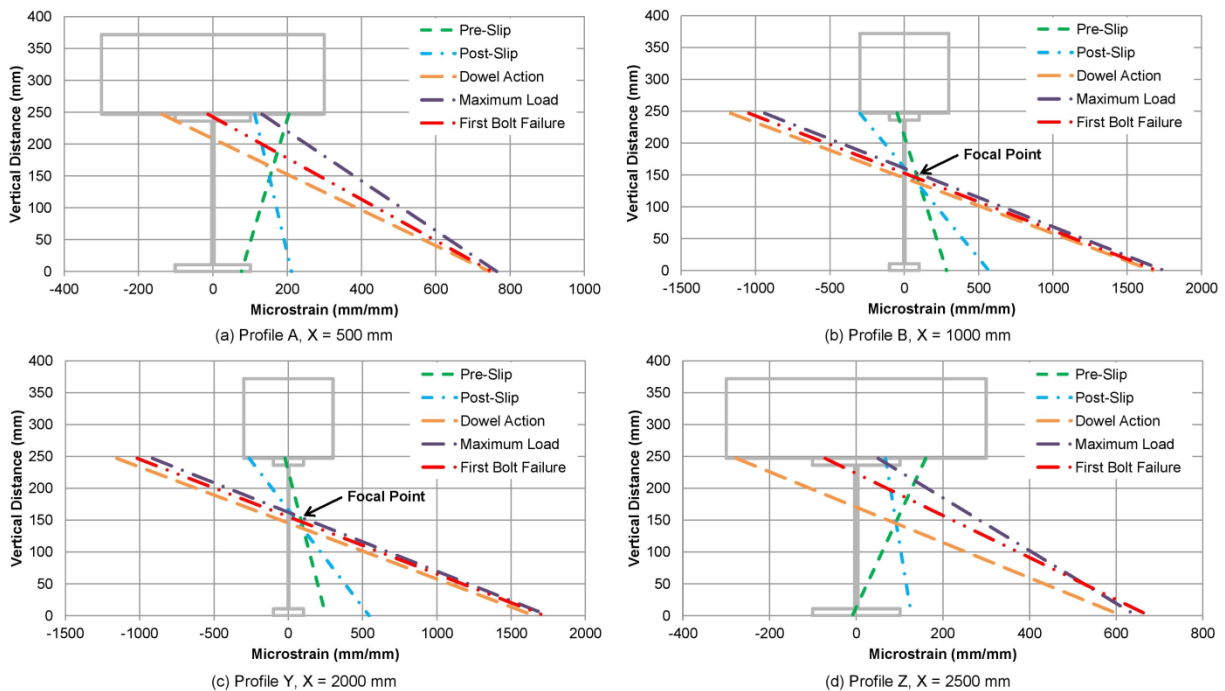 400
350
300
250
200
150
100
50
0
Vertical Distance (mm)
Pre-Slip
Post-Slip
Dowel Action
Maximum Load
First Bolt Failure
-400 -200 0 200 400 600 800 1000
Microstrain (mm/mm)
(a) Profile A, X = 500 mm
400
350
300
250
200
150
100
50
0
Vertical Distance (mm)
Pre-Slip
Post-Slip
Dowel Action
Maximum Load
First Bolt Failure
Focal Point
-1500 -1000 -500 0 500 1000 1500 2000
Microstrain (mm/mm)
(b) Profile B, X = 1000 mm
400
350
300
250
200
150
100
50
0
Vertical Distance (mm)
Pre-Slip
Post-Slip
Dowel Action
Maximum Load
First Bolt Failure
Focal Point
-1500 -1000 -500 0 500 1000 1500 2000
Microstrain (mm/mm)
(c) Profile Y, X = 2000 mm
400
350
300
250
200
150
100
50
0
Vertical Distance (mm)
Pre-Slip
Post-Slip
Dowel Action
Maximum Load
First Bolt Failure
-400 -200 0 200 400 600 800
Microstrain (mm/mm)
(d) Profile Z, X = 2500 mm